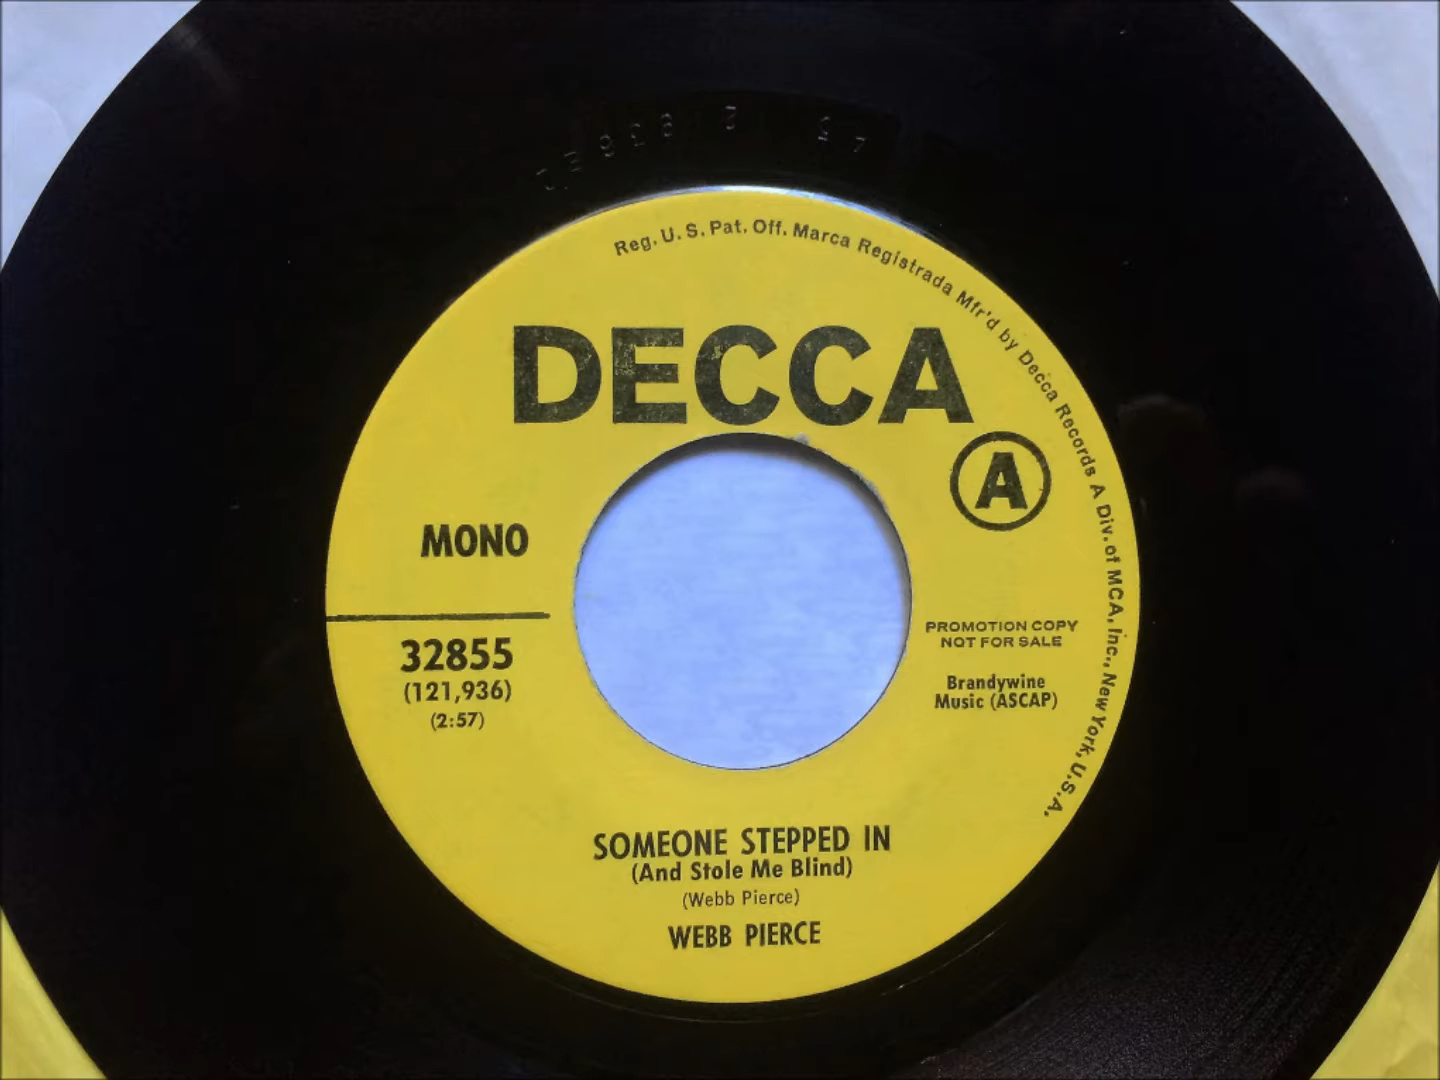 Reg. U. S. Pat. Off. Marca Registrada Mfr'd by Decca Records A Div. of MCA, Inc., New York, U.S.A.
DECCA
A
MONO
32855
(121,936)
(2:57)
PROMOTION COPY
NOT FOR SALE
Brandywine
Music (ASCAP)
SOMEONE STEPPED IN
(And Stole Me Blind)
(Webb Pierce)
WEBB PIERCE